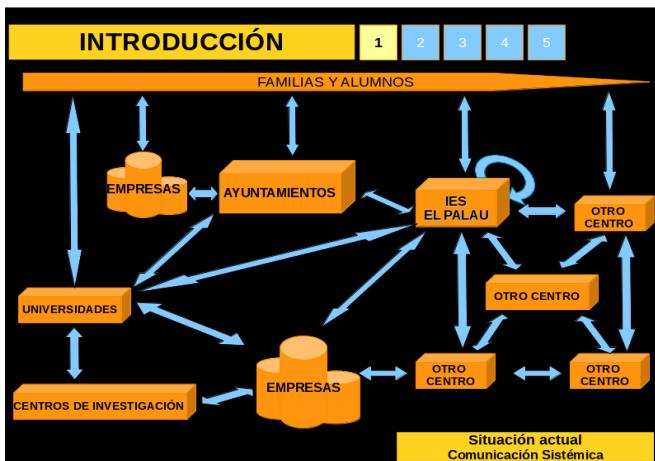 INTRODUCCIÓN
1 2 3 4 5
FAMILIAS Y ALUMNOS
EMPRESAS
AYUNTAMIENTOS
IES
EL PALAU
OTRO
CENTRO
UNIVERSIDADES
OTRO CENTRO
EMPRESAS
OTRO
CENTRO
OTRO
CENTRO
CENTROS DE INVESTIGACIÓN
Situación actual
Comunicación Sistémica